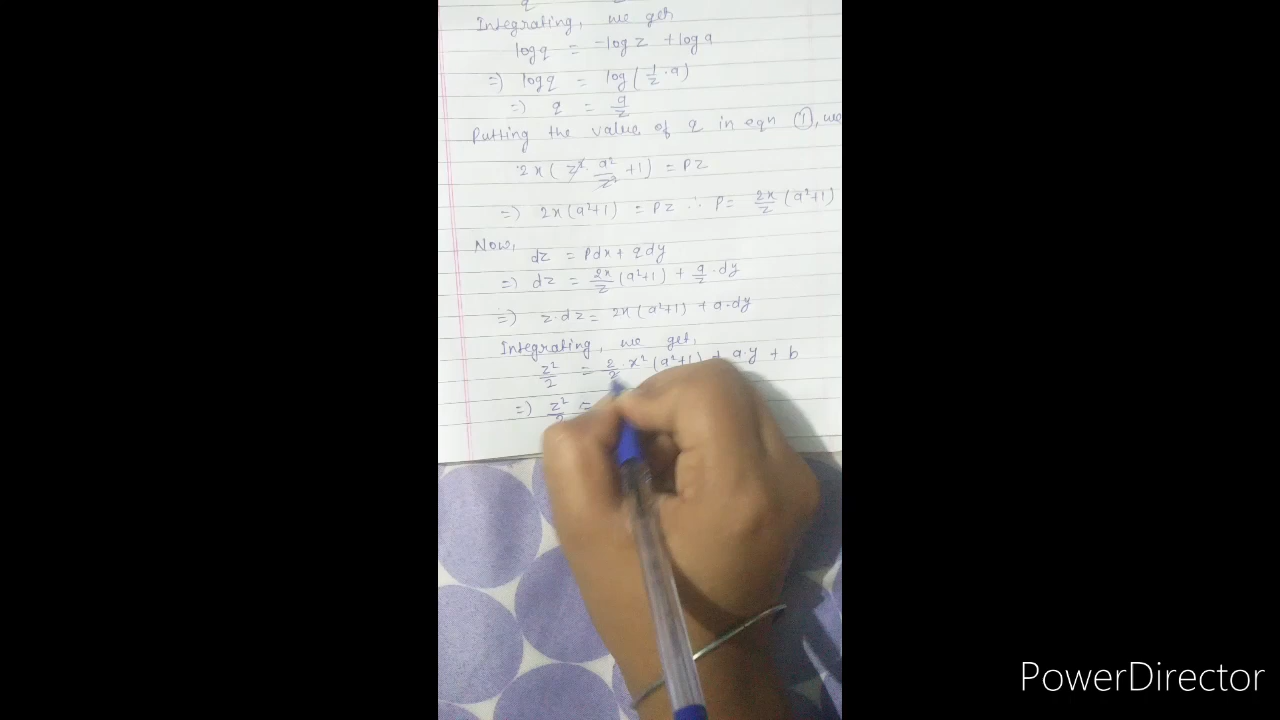 Integrating, we get
log q = -log z + log a
=) log q = log ( 1/z · a )
=) q = a/z
Putting the value of q in eqn ①, we
2x ( z² · a²/z² + 1 ) = pz
=) 2x (a²+1) = pz ∴ p = 2x/z (a²+1)
Now,
dz = pdx + qdy
=) dz = 2x/z (a²+1) + a/z · dy
=) z·dz = 2x (a²+1) + a·dy
Integrating, we get,
z²/2 = 2/2 · x² (a²+1) + a·y + b
=) z²/2 =
PowerDirector